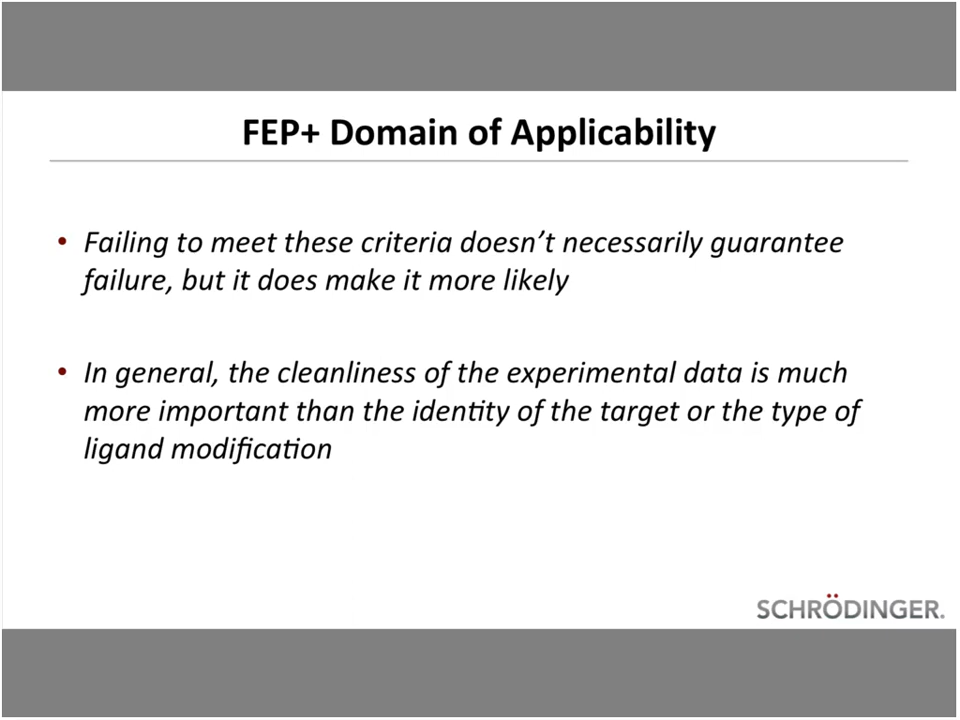 FEP+ Domain of Applicability
• Failing to meet these criteria doesn’t necessarily guarantee
failure, but it does make it more likely
• In general, the cleanliness of the experimental data is much
more important than the identity of the target or the type of
ligand modification
SCHRÖDINGER.